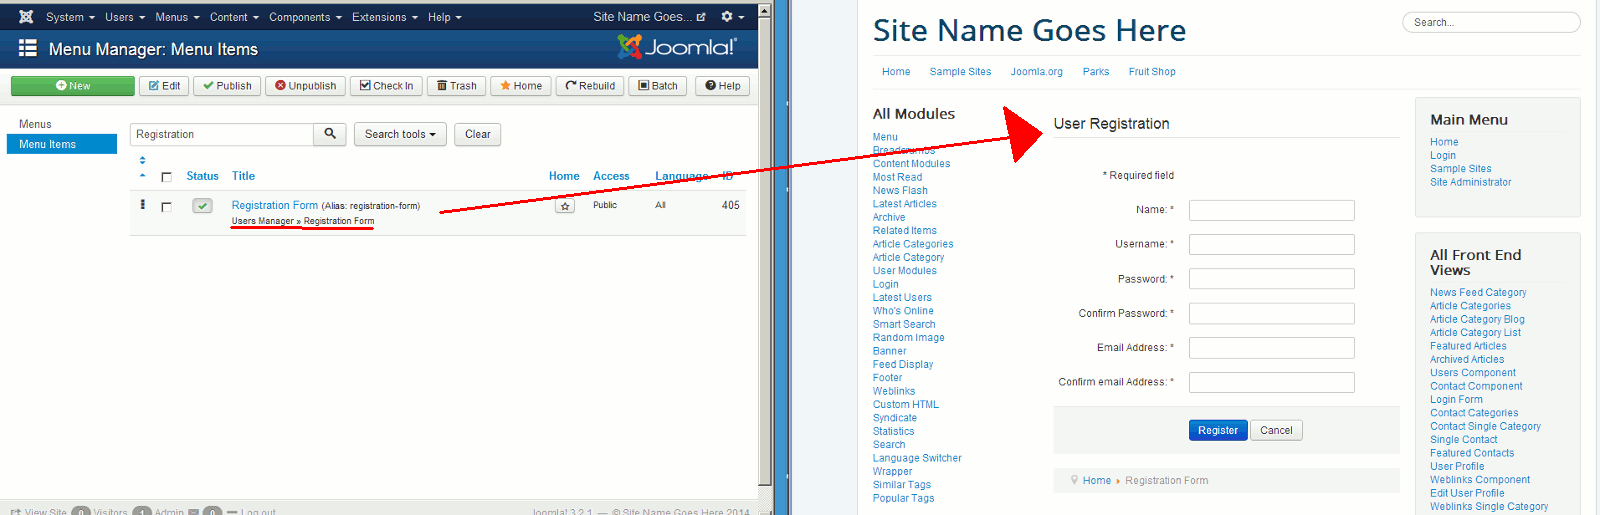 System Users Menus Content Components Extensions Help Site Name Goes...
Menu Manager: Menu Items Joomla!®
New Edit Publish Unpublish Check In Trash Home Rebuild Batch Help
Menus
Menu Items
Registration Search tools Clear
Status Title Home Access Language ID
Registration Form (Alias: registration-form) Public All 405
Users Manager » Registration Form
View Site 0 Visitors 1 Admin 0 Log out Joomla! 3.2.1 — © Site Name Goes Here 2014
Site Name Goes Here
Search...
Home Sample Sites Joomla.org Parks Fruit Shop
All Modules
Menu
Breadcrumbs
Content Modules
Most Read
News Flash
Latest Articles
Archive
Related Items
Article Categories
Article Category
User Modules
Login
Latest Users
Who's Online
Smart Search
Random Image
Banner
Feed Display
Footer
Weblinks
Custom HTML
Syndicate
Statistics
Search
Language Switcher
Wrapper
Similar Tags
Popular Tags
User Registration
* Required field
Name: *
Username: *
Password: *
Confirm Password: *
Email Address: *
Confirm email Address: *
Register Cancel
Home Registration Form
Main Menu
Home
Login
Sample Sites
Site Administrator
All Front End
Views
News Feed Category
Article Categories
Article Category Blog
Article Category List
Featured Articles
Archived Articles
Users Component
Contact Component
Login Form
Contact Categories
Contact Single Category
Single Contact
Featured Contacts
User Profile
Weblinks Component
Edit User Profile
Weblinks Single Category